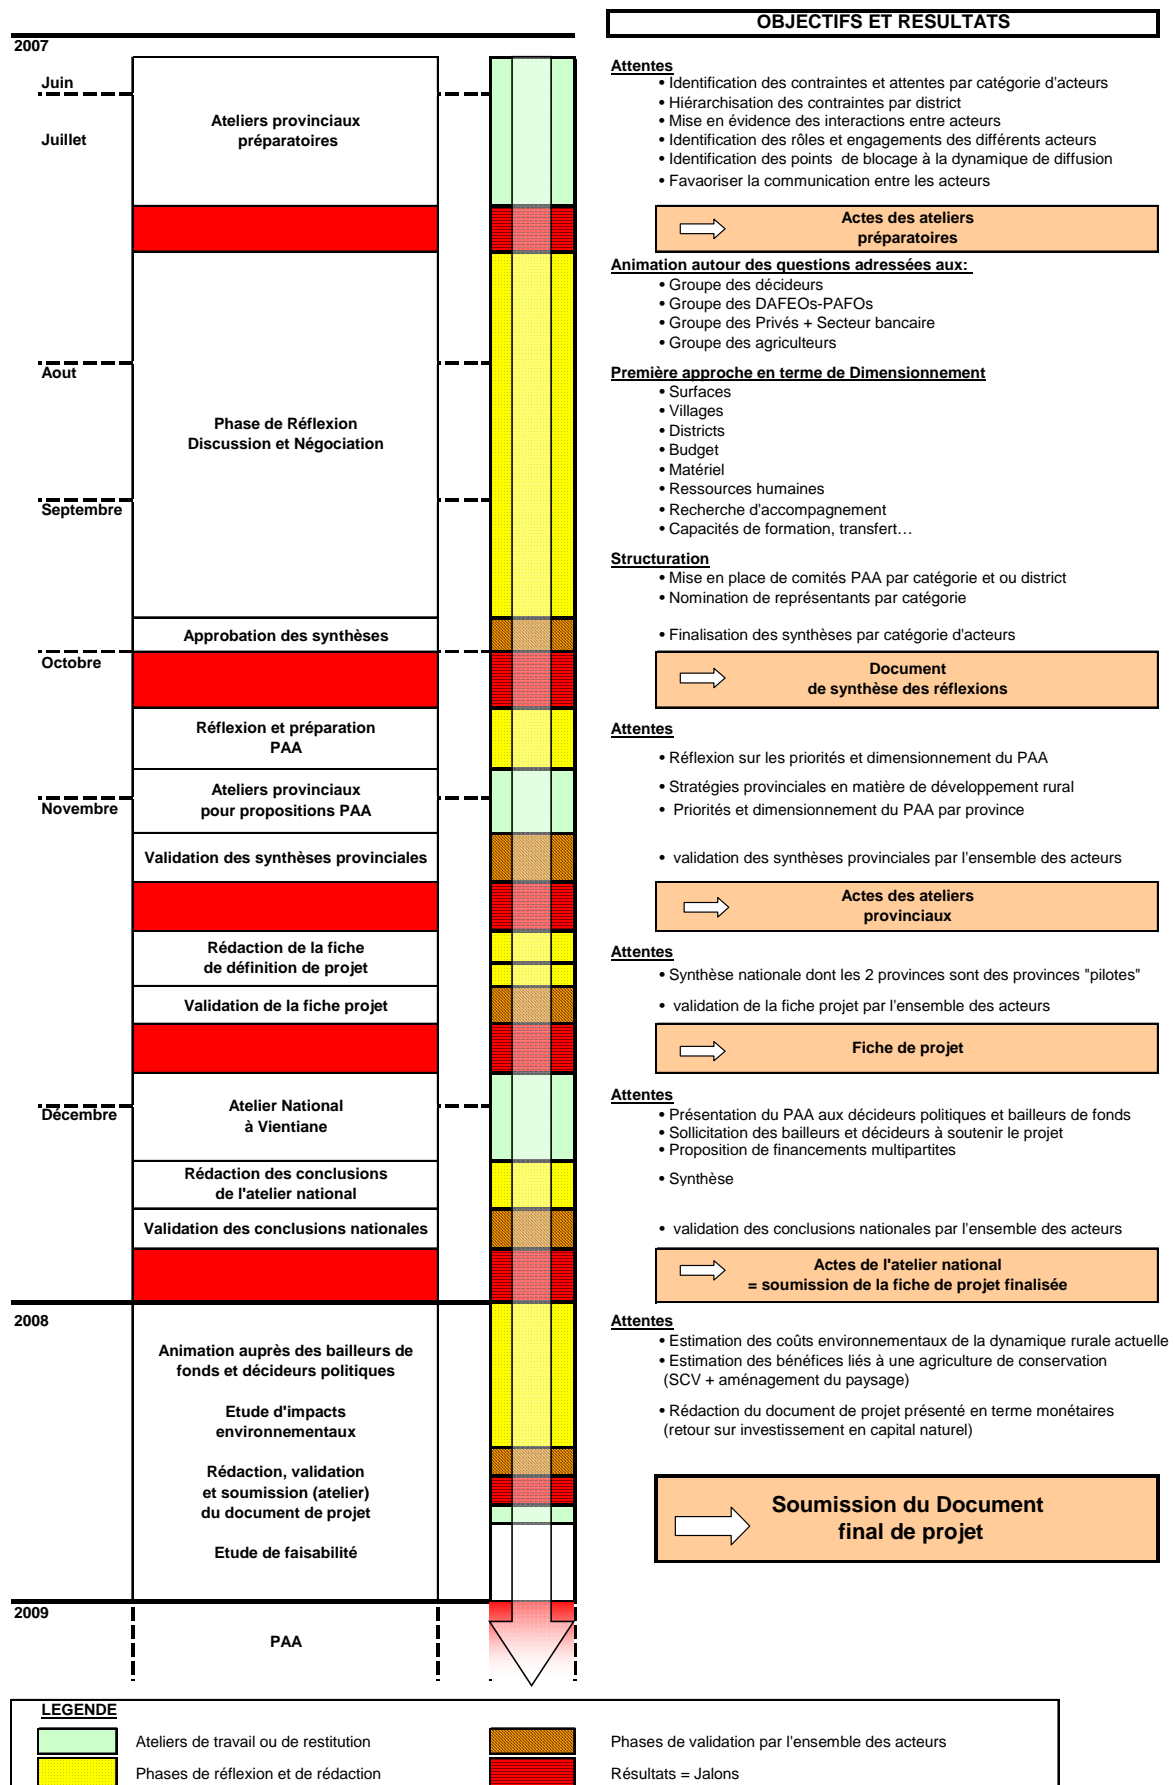 OBJECTIFS ET RESULTATS
2007
Juin
Juillet
Ateliers provinciaux
préparatoires
Attentes
• Identification des contraintes et attentes par catégorie d'acteurs
• Hiérarchisation des contraintes par district
• Mise en évidence des interactions entre acteurs
• Identification des rôles et engagements des différents acteurs
• Identification des points de blocage à la dynamique de diffusion
• Favaoriser la communication entre les acteurs
Actes des ateliers
préparatoires
Animation autour des questions adressées aux:
• Groupe des décideurs
• Groupe des DAFEOs-PAFOs
• Groupe des Privés + Secteur bancaire
• Groupe des agriculteurs
Aout
Phase de Réflexion
Discussion et Négociation
Septembre
Première approche en terme de Dimensionnement
• Surfaces
• Villages
• Districts
• Budget
• Matériel
• Ressources humaines
• Recherche d'accompagnement
• Capacités de formation, transfert…
Structuration
• Mise en place de comités PAA par catégorie et ou district
• Nomination de représentants par catégorie
Approbation des synthèses
• Finalisation des synthèses par catégorie d'acteurs
Octobre
Document
de synthèse des réflexions
Réflexion et préparation
PAA
Attentes
• Réflexion sur les priorités et dimensionnement du PAA
Ateliers provinciaux
pour propositions PAA
Novembre
• Stratégies provinciales en matière de développement rural
• Priorités et dimensionnement du PAA par province
Validation des synthèses provinciales
• validation des synthèses provinciales par l'ensemble des acteurs
Actes des ateliers
provinciaux
Rédaction de la fiche
de définition de projet
Attentes
• Synthèse nationale dont les 2 provinces sont des provinces "pilotes"
Validation de la fiche projet
• validation de la fiche projet par l'ensemble des acteurs
Fiche de projet
Atelier National
à Vientiane
Décembre
Attentes
• Présentation du PAA aux décideurs politiques et bailleurs de fonds
• Sollicitation des bailleurs et décideurs à soutenir le projet
• Proposition de financements multipartites
Rédaction des conclusions
de l'atelier national
• Synthèse
Validation des conclusions nationales
• validation des conclusions nationales par l'ensemble des acteurs
Actes de l'atelier national
= soumission de la fiche de projet finalisée
2008
Animation auprès des bailleurs de
fonds et décideurs politiques
Etude d'impacts
environnementaux
Rédaction, validation
et soumission (atelier)
du document de projet
Etude de faisabilité
Attentes
• Estimation des coûts environnementaux de la dynamique rurale actuelle
• Estimation des bénéfices liés à une agriculture de conservation
(SCV + aménagement du paysage)
• Rédaction du document de projet présenté en terme monétaires
(retour sur investissement en capital naturel)
Soumission du Document
final de projet
2009
PAA
LEGENDE
Ateliers de travail ou de restitution
Phases de validation par l'ensemble des acteurs
Phases de réflexion et de rédaction
Résultats = Jalons